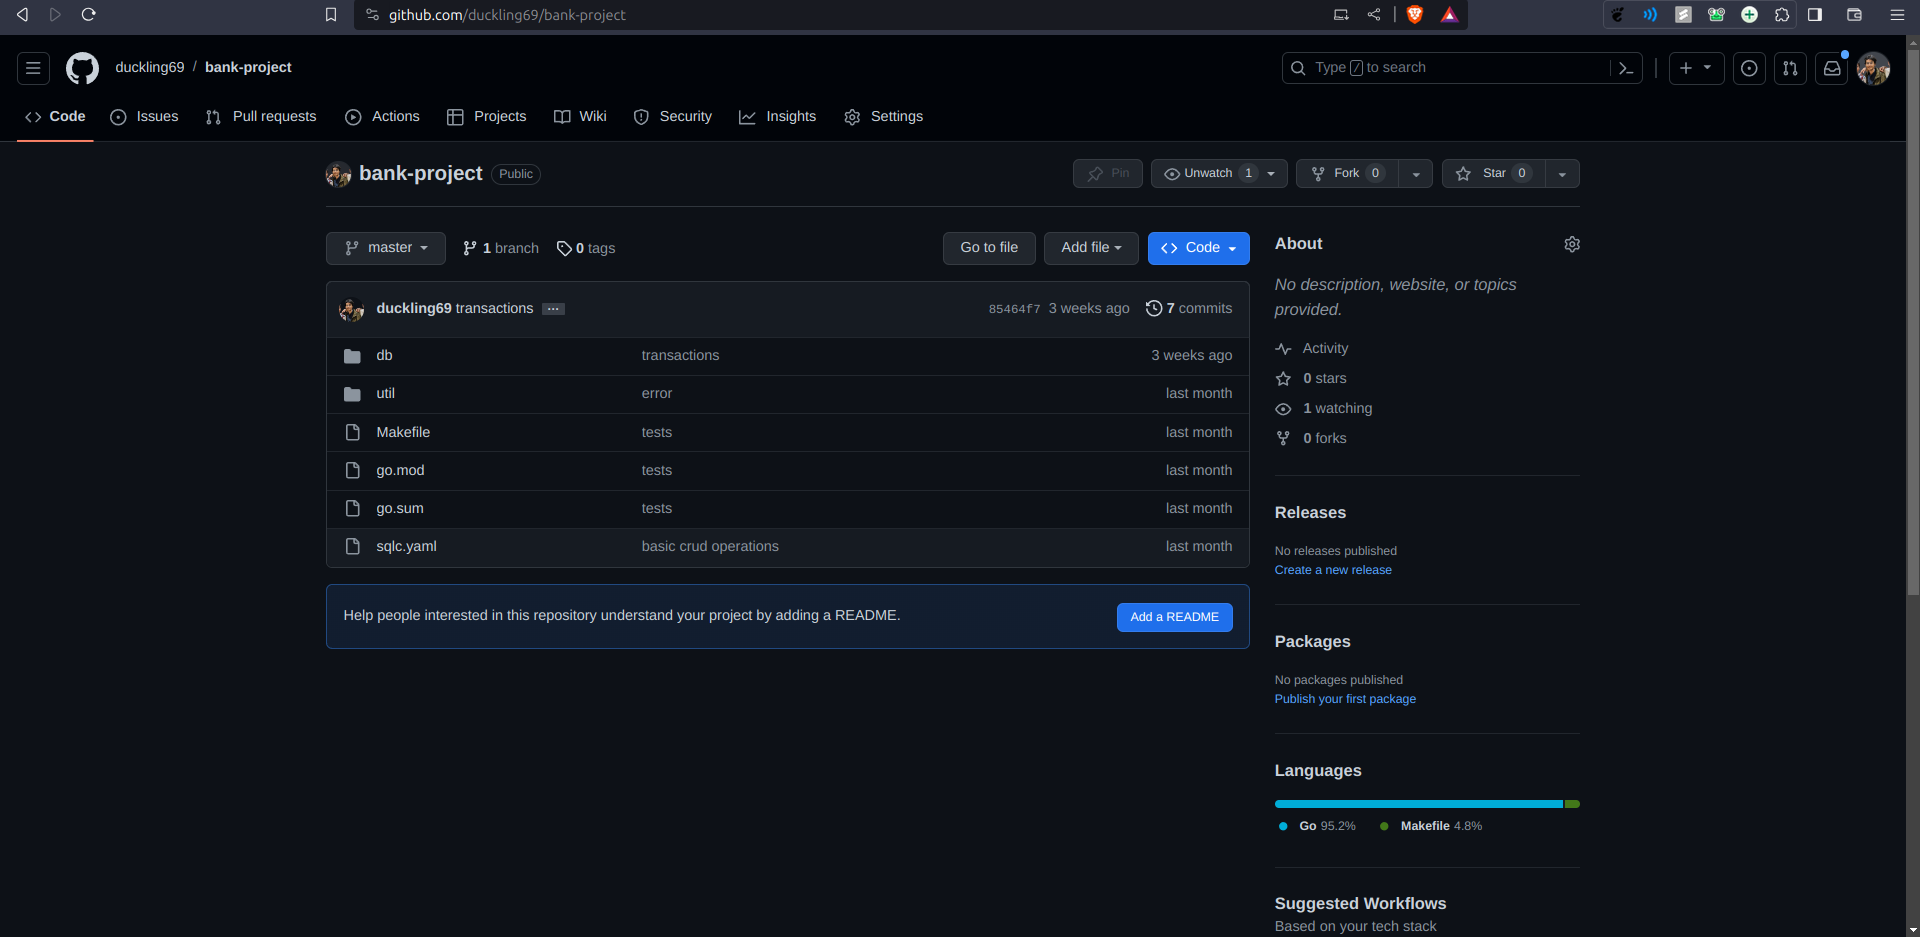 github.com/duckling69/bank-project
duckling69 / bank-project
Type / to search
Code Issues Pull requests Actions Projects Wiki Security Insights Settings
bank-project Public
Pin Unwatch 1 Fork 0 Star 0
master 1 branch 0 tags
Go to file Add file Code
duckling69 transactions ... 85464f7 3 weeks ago 7 commits
db transactions 3 weeks ago
util error last month
Makefile tests last month
go.mod tests last month
go.sum tests last month
sqlc.yaml basic crud operations last month
Help people interested in this repository understand your project by adding a README. Add a README
About
No description, website, or topics
provided.
Activity
0 stars
1 watching
0 forks
Releases
No releases published
Create a new release
Packages
No packages published
Publish your first package
Languages
Go 95.2% Makefile 4.8%
Suggested Workflows
Based on your tech stack